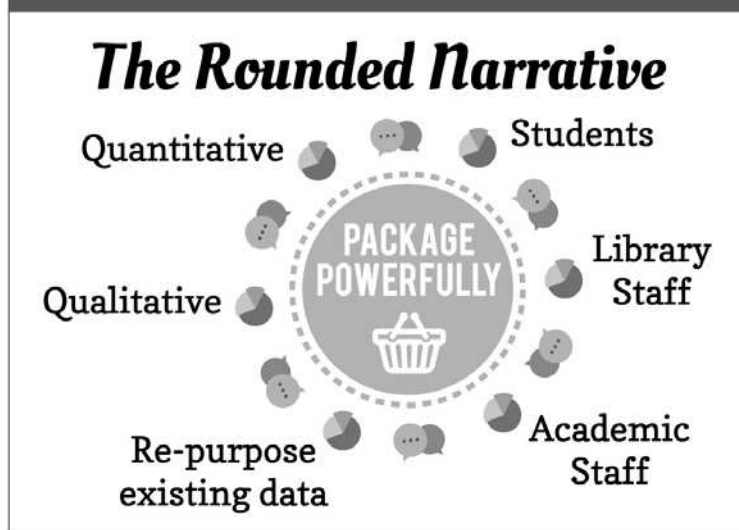 The Rounded Narrative
Quantitative
Students
PACKAGE
POWERFULLY
Library
Staff
Qualitative
Academic
Staff
Re-purpose
existing data